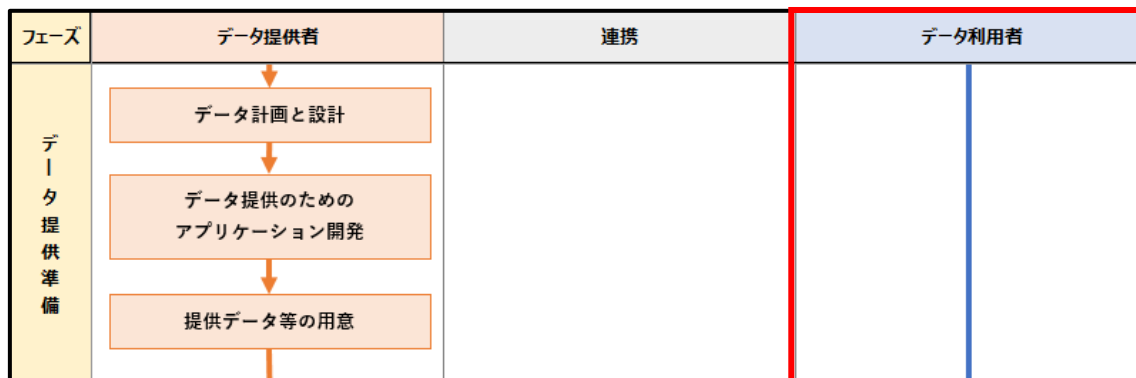 フェーズ
データ提供者
連携
データ利用者
データ提供準備
データ計画と設計
データ提供のための
アプリケーション開発
提供データ等の用意